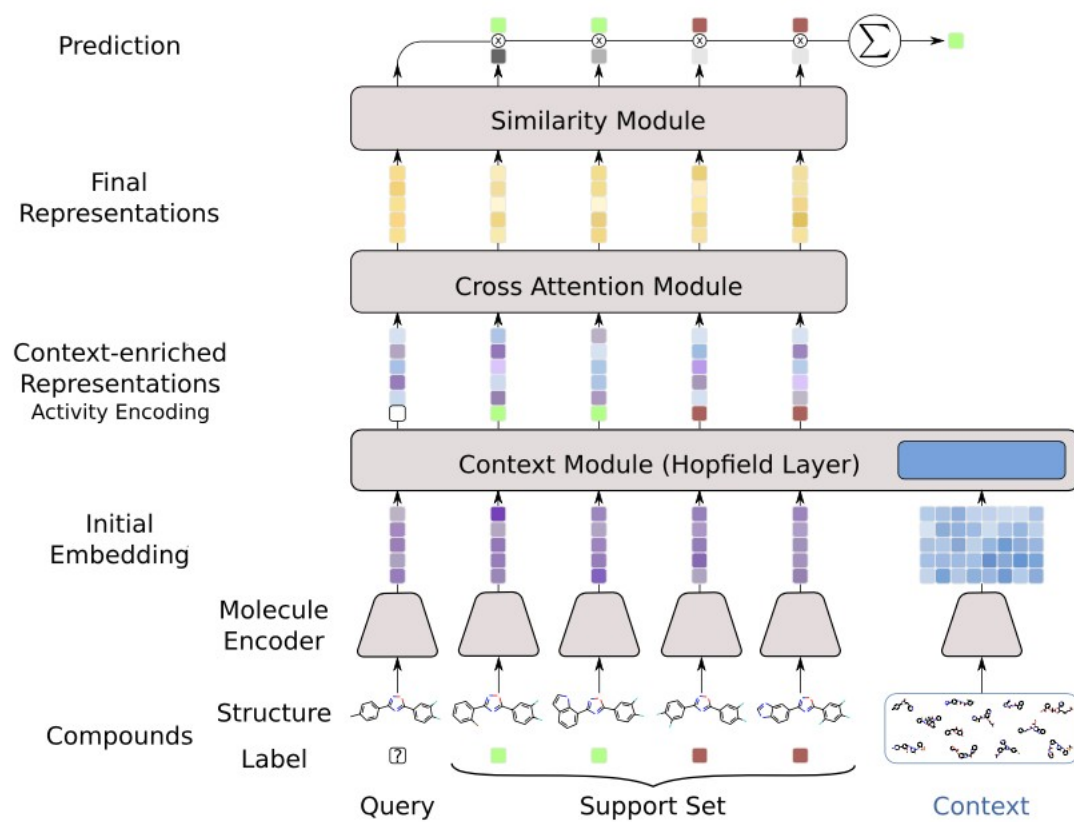 Prediction
Similarity Module
Final
Representations
Cross Attention Module
Context-enriched
Representations
Activity Encoding
Context Module (Hopfield Layer)
Initial
Embedding
Molecule
Encoder
Compounds
Structure
Label
?
Query
Support Set
Context
x
x
x
x
∑